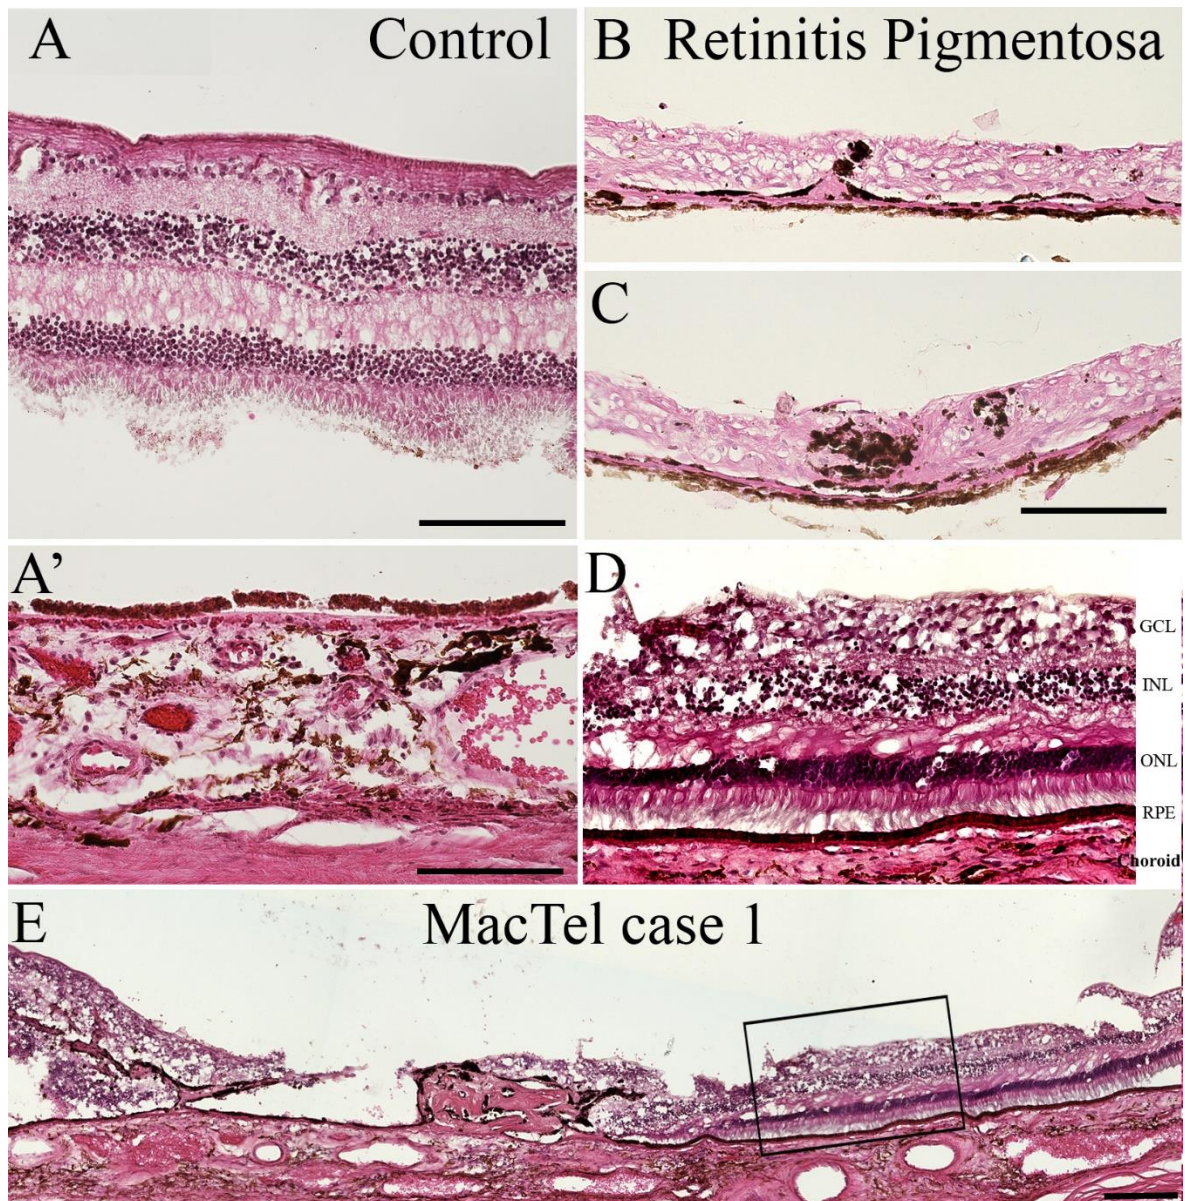 A Control
B Retinitis Pigmentosa
C
A’
D
GCL
INL
ONL
RPE
Choroid
E MacTel case 1